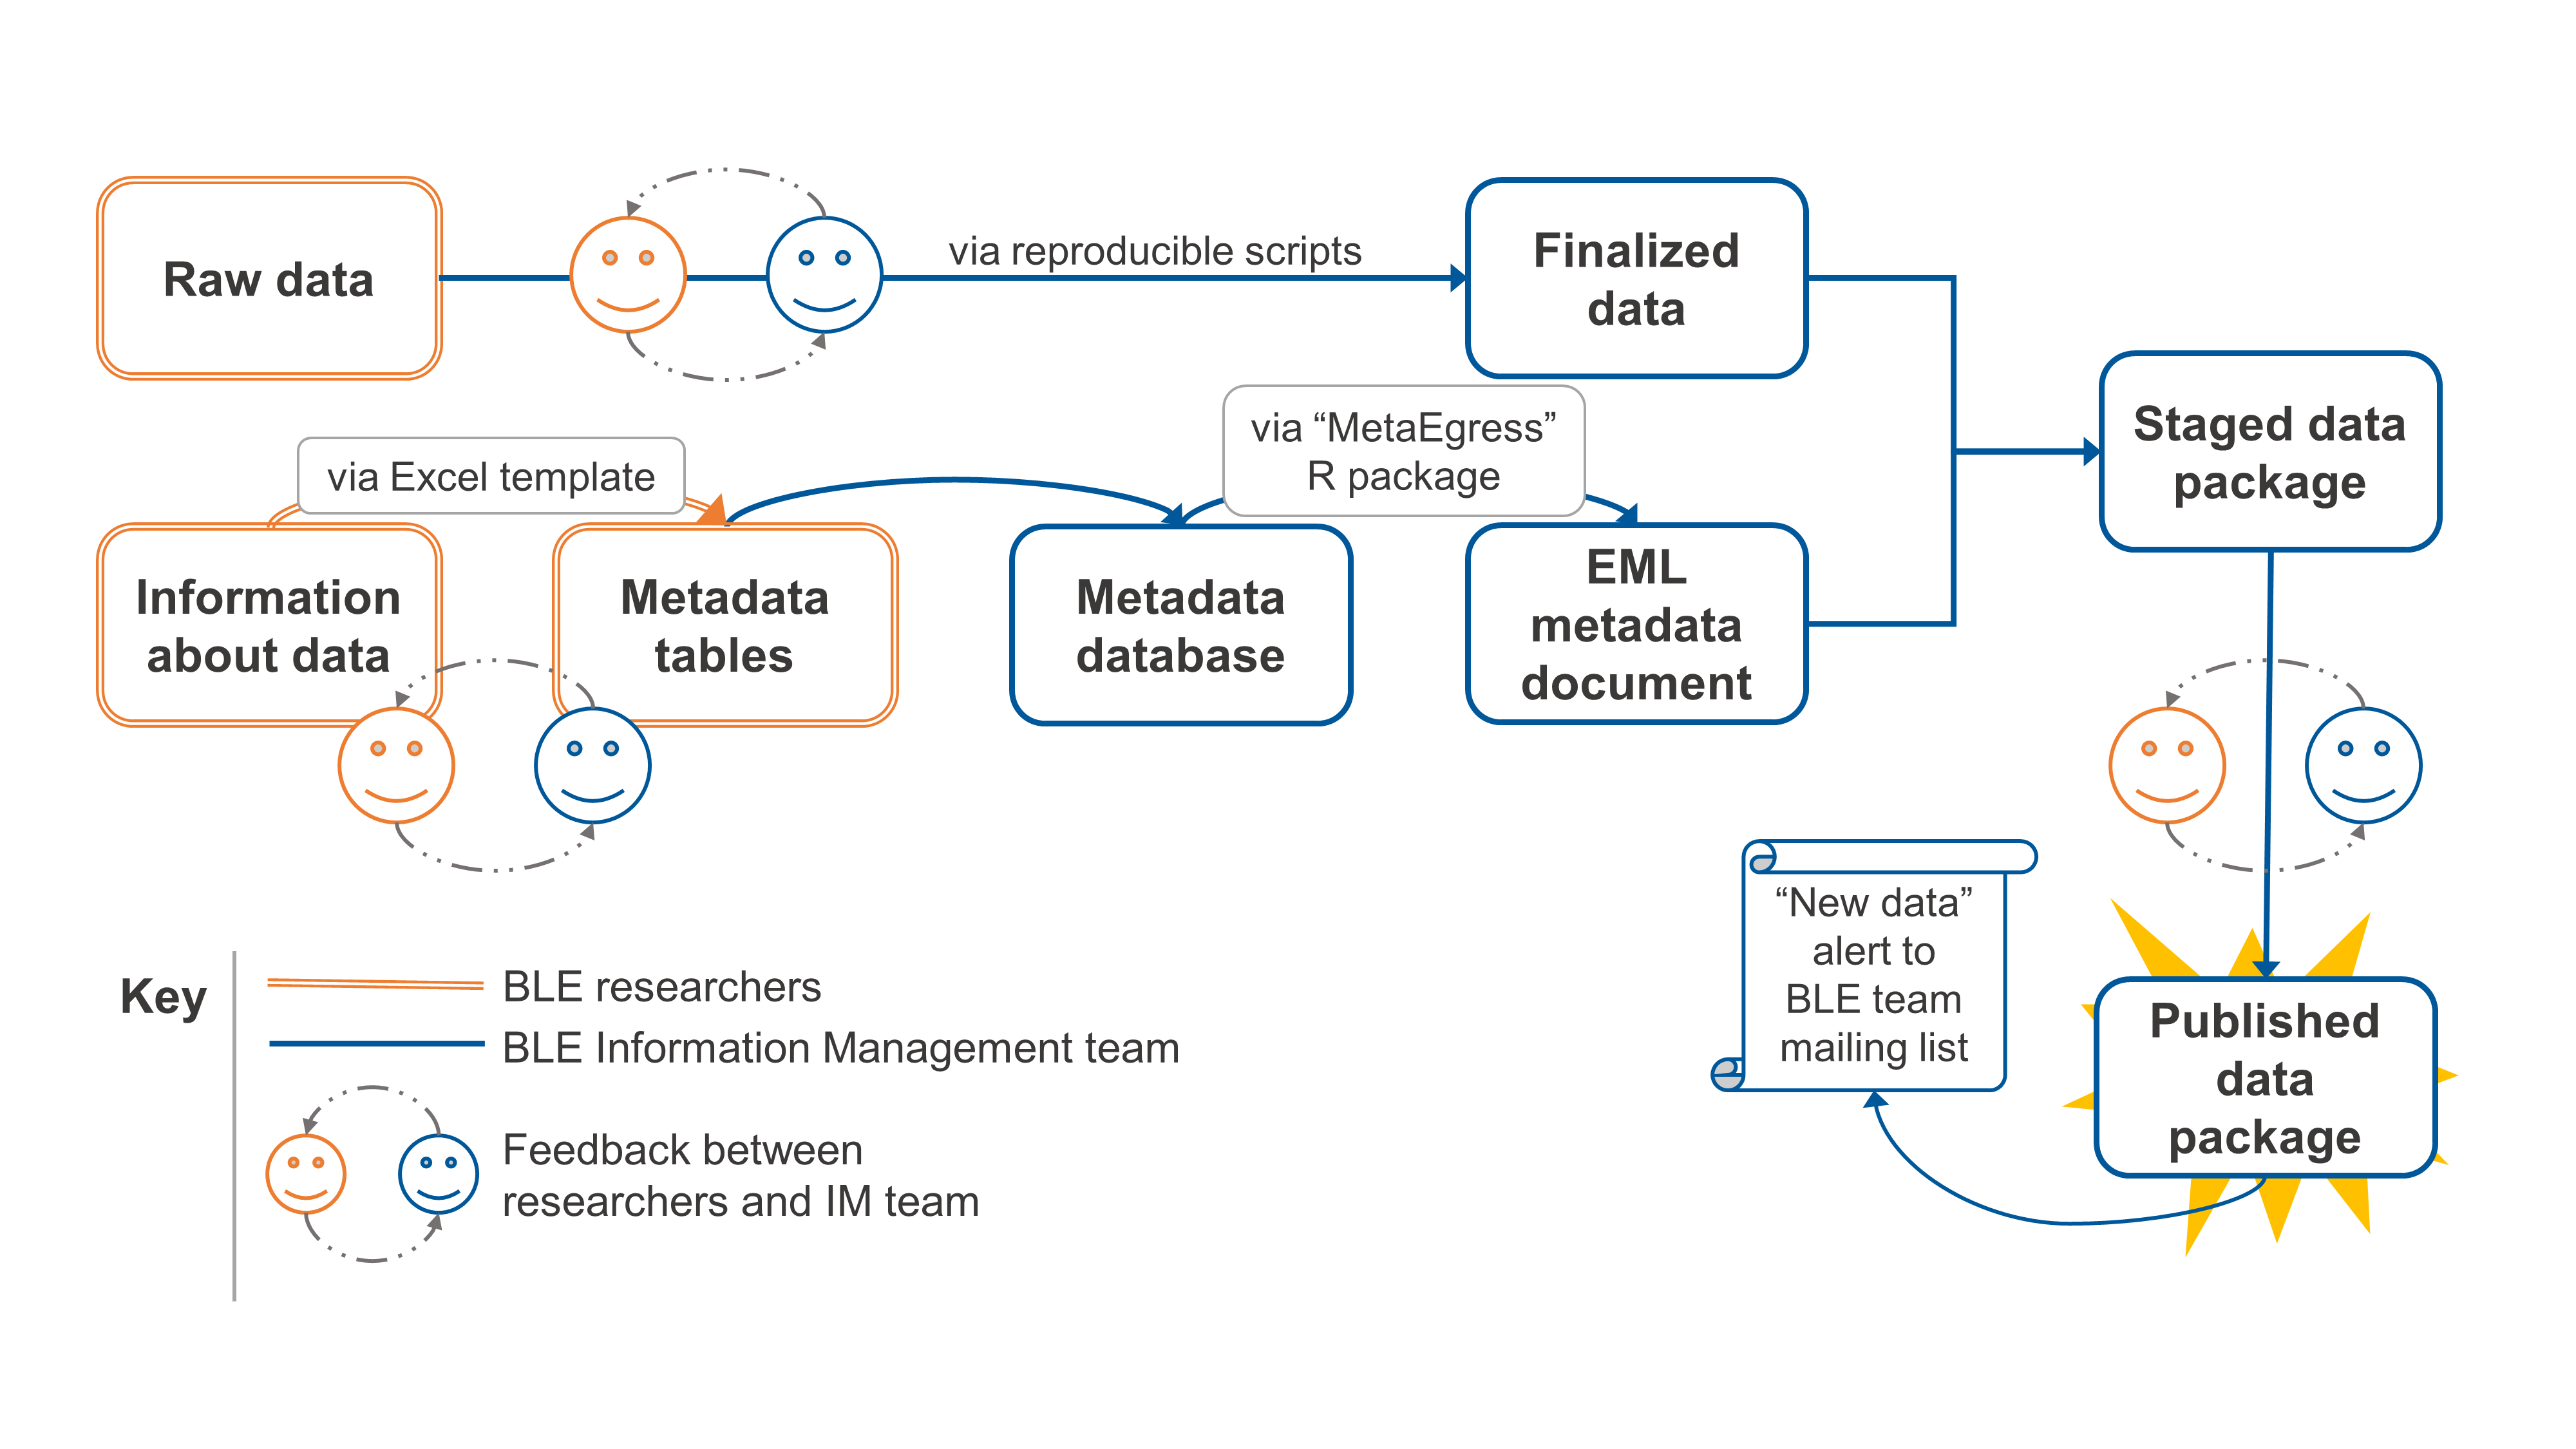 Raw data
via reproducible scripts
Finalized
data
Staged data
package
via Excel template
via “MetaEgress”
R package
Information
about data
Metadata
tables
Metadata
database
EML
metadata
document
“New data”
alert to
BLE team
mailing list
Published
data
package
Key
BLE researchers
BLE Information Management team
Feedback between
researchers and IM team